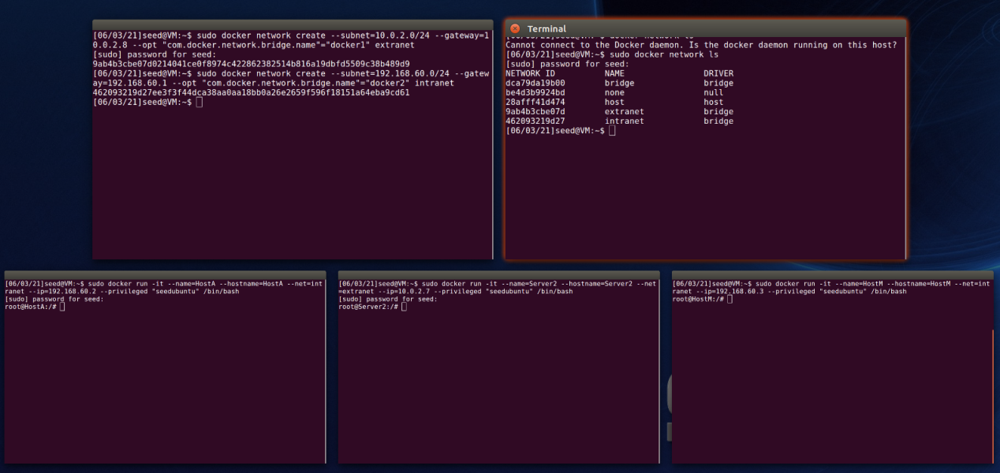 [06/03/21]seed@VM:~$ sudo docker network create --subnet=10.0.2.0/24 --gateway=1
0.0.2.8 --opt "com.docker.network.bridge.name"="docker1" extranet
[sudo] password for seed:
9ab4b3cbe07d0214041ce0f8974c422862382514b816a19dbfd5509c38b489d9
[06/03/21]seed@VM:~$ sudo docker network create --subnet=192.168.60.0/24 --gatew
ay=192.168.60.1 --opt "com.docker.network.bridge.name"="docker2" intranet
462093219d27ee3f3f44dca38aa0aa18bb0a26e2659f596f18151a64eba9cd61
[06/03/21]seed@VM:~$
Terminal
[06/03/21]seed@VM:~$ docker network ls
Cannot connect to the Docker daemon. Is the docker daemon running on this host?
[06/03/21]seed@VM:~$ sudo docker network ls
[sudo] password for seed:
NETWORK ID NAME DRIVER
dca79da19b00 bridge bridge
be4d3b9924bd none null
28afff41d474 host host
9ab4b3cbe07d extranet bridge
462093219d27 intranet bridge
[06/03/21]seed@VM:~$
[06/03/21]seed@VM:~$ sudo docker run -it --name=HostA --hostname=HostA --net=int
ranet --ip=192.168.60.2 --privileged "seedubuntu" /bin/bash
[sudo] password for seed:
root@HostA:/#
[06/03/21]seed@VM:~$ sudo docker run -it --name=Server2 --hostname=Server2 --net
=extranet --ip=10.0.2.7 --privileged "seedubuntu" /bin/bash
[sudo] password for seed:
root@Server2:/#
[06/03/21]seed@VM:~$ sudo docker run -it --name=HostM --hostname=HostM --net=int
ranet --ip=192.168.60.3 --privileged "seedubuntu" /bin/bash
root@HostM:/#